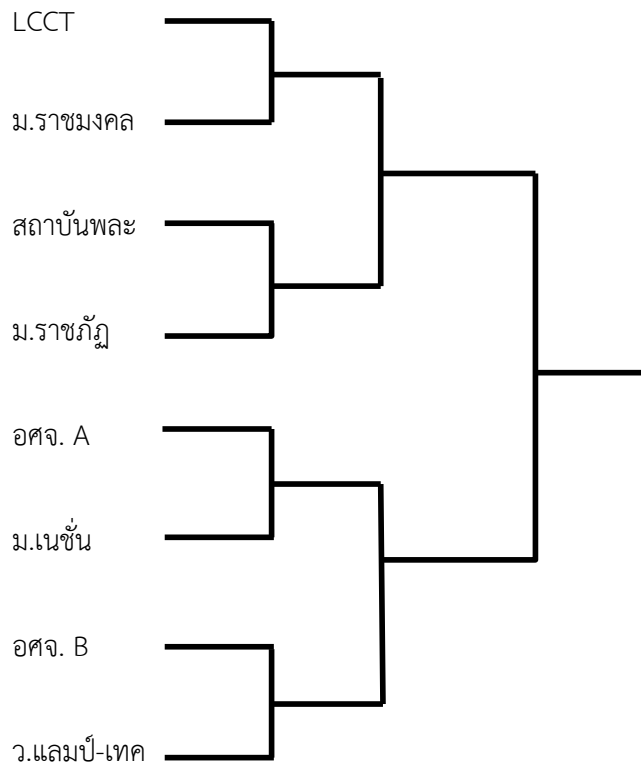 LCCT
ม.ราชมงคล
สถาบันพละ
ม.ราชภัฏ
อศจ. A
ม.เนชั่น
อศจ. B
ว.แลมป์-เทค